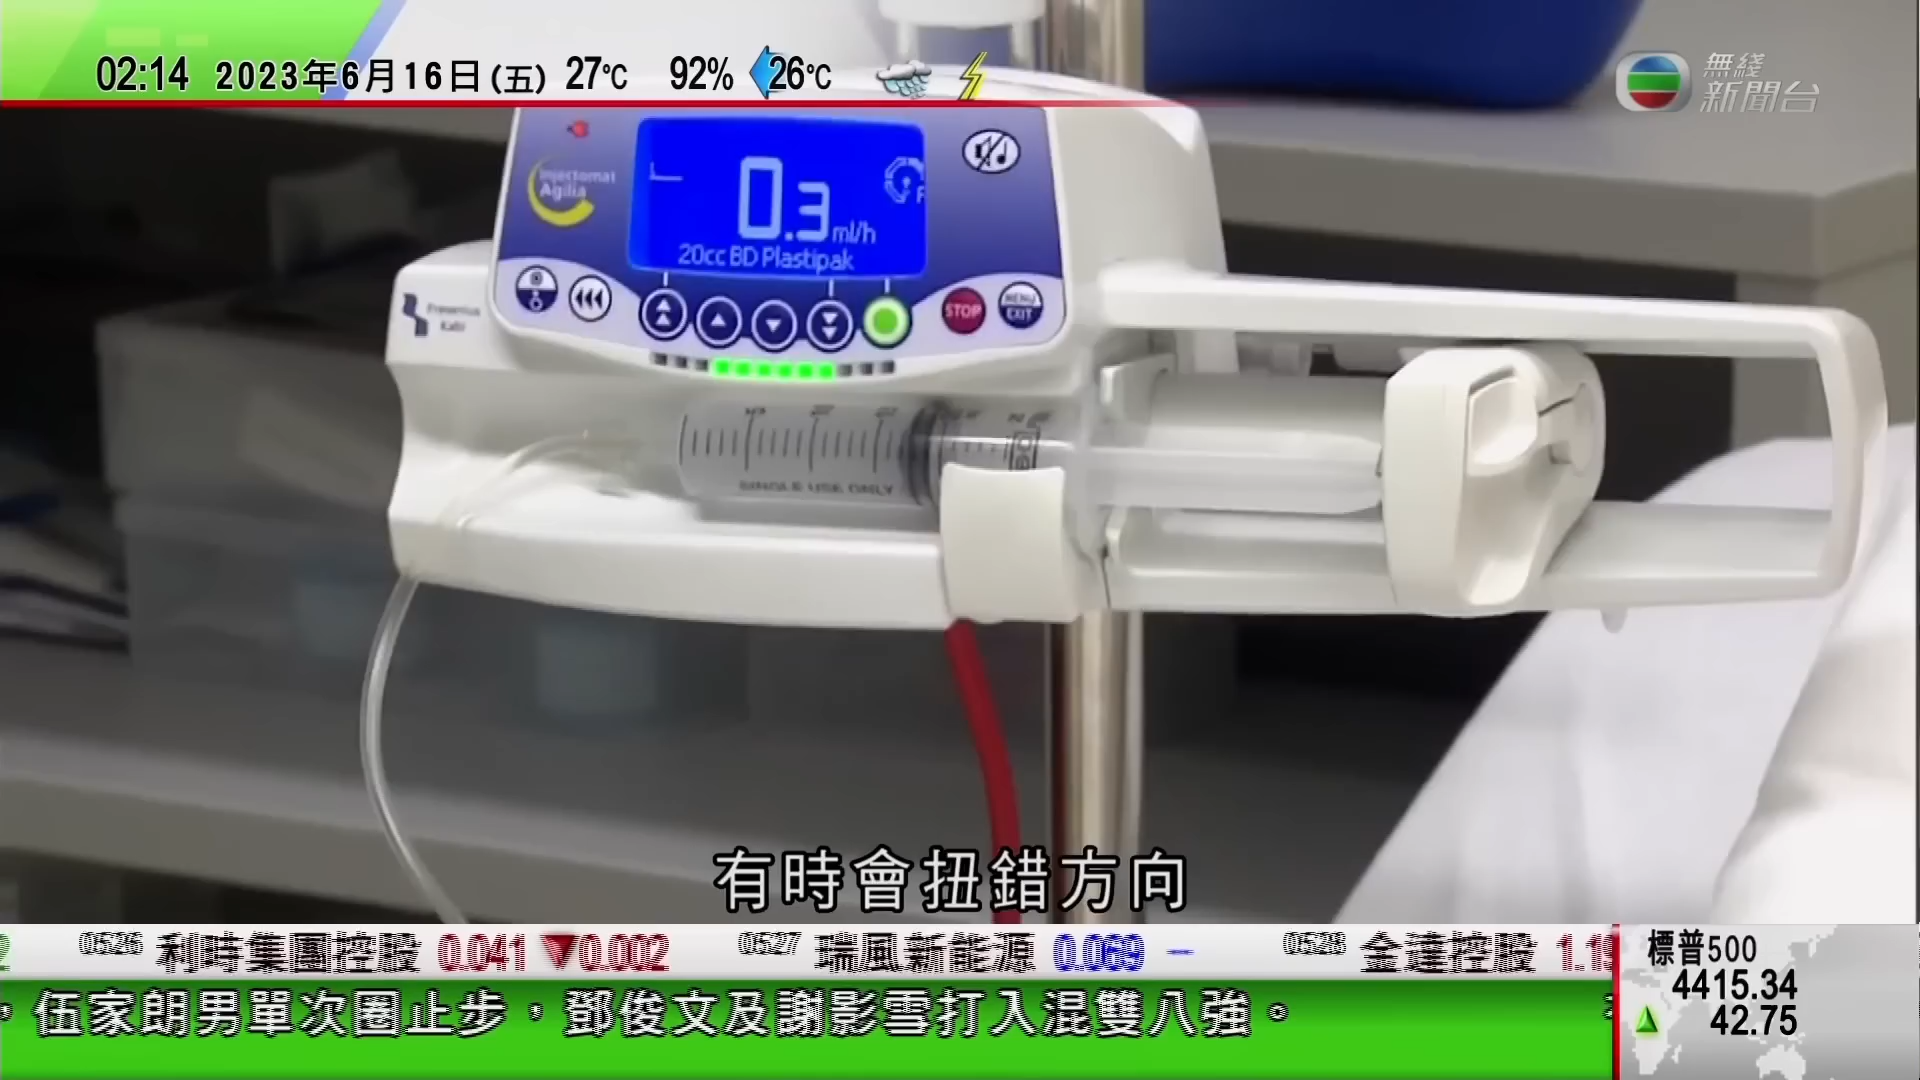 02:14 2023年6月16日(五) 27°C 92% 26°C
無綫
新聞台
Injectomat
Agilia
0.3 ml/h
20cc BD Plastipak
Fresenius
Kabi
STOP
MENU
EXIT
SINGLE USE ONLY
有時會扭錯方向
0526 利時集團控股 0.041 ▼0.002 0527 瑞風新能源 0.069 – 0528 金達控股 1.19
標普500
4415.34
▲ 42.75
伍家朗男單次圈止步，鄧俊文及謝影雪打入混雙八強。